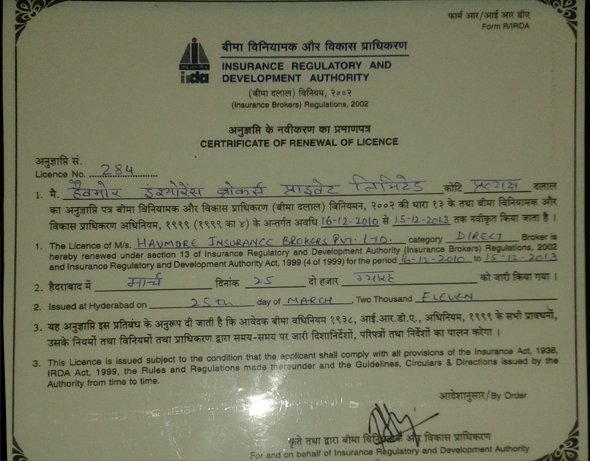 फार्म आर/आई आर डीए
Form R/IRDA
बीमा विनियामक और विकास प्राधिकरण
irda
INSURANCE REGULATORY AND
DEVELOPMENT AUTHORITY
(बीमा दलाल) विनियम, २००२
(Insurance Brokers) Regulations, 2002
अनुज्ञप्ति के नवीकरण का प्रमाणपत्र
CERTIFICATE OF RENEWAL OF LICENCE
अनुज्ञप्ति सं.
Licence No. 284
1. मै. हैवमोर इंश्योरेंस ब्रोकर्स प्राइवेट लिमिटेड कोटि प्रत्यक्ष दलाल
का अनुज्ञप्ति पत्र बीमा विनियामक और विकास प्राधिकरण (बीमा दलाल) विनियमन, २००२ की धारा १३ के तथा बीमा विनियामक और
विकास प्राधिकरण अधिनियम, १९९९ (१९९९ का ४) के अन्तर्गत अवधि 16-12-2010 से 15-12-2013 तक नवीकृत किया जाता है ।
1. The Licence of M/s. HAVMORE INSURANCE BROKERS PVT. LTD. category DIRECT Broker is
hereby renewed under section 13 of Insurance Regulatory and Development Authority (Insurance Brokers) Regulations, 2002
and Insurance Regulatory and Development Authority Act, 1999 (4 of 1999) for the period 16-12-2010 to 15-12-2013
2. हैदराबाद में मार्च दिनांक 25 दो हजार ग्यारह को जारी किया गया ।
2. Issued at Hyderabad on 25th day of MARCH, Two Thousand ELEVEN
3. यह अनुज्ञप्ति इस प्रतिबंध के अनुरूप दी जाति है कि आवेदक बीमा अधिनियम १९३८, आई.आर.डी.ए., अधिनियम, १९९९ के सभी प्रावधानों,
उसके नियमों तथा विनियमों तथा प्राधिकरण द्वारा समय-समय पर जारी दिशानिर्देशों, परिपत्रों तथा निर्देशों का पालन करेगा ।
3. This Licence is issued subject to the condition that the applicant shall comply with all provisions of the Insurance Act, 1938,
IRDA Act, 1999, the Rules and Regulations made thereunder and the Guidelines, Circulars & Directions issued by the
Authority from time to time.
आदेशानुसार/By Order
कृते तथा द्वारा बीमा विनियामक और विकास प्राधिकरण
For and on behalf of Insurance Regulatory and Development Authority